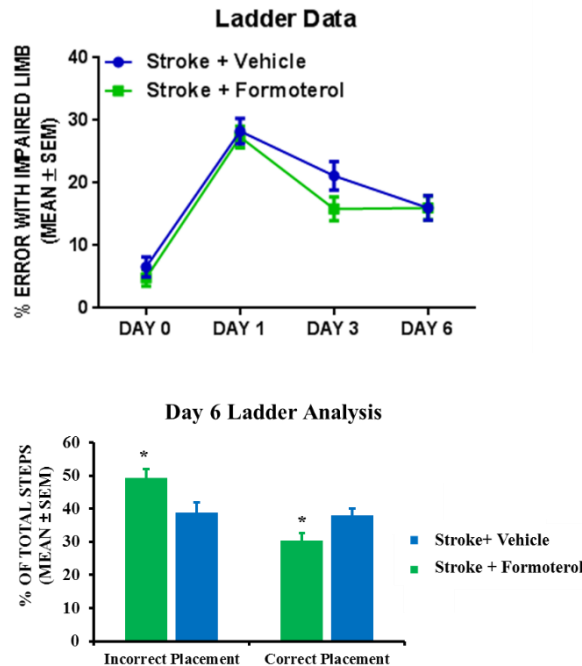 Ladder Data
% ERROR WITH IMPAIRED LIMB
(MEAN ± SEM)
40
30
20
10
0
Stroke + Vehicle
Stroke + Formoterol
DAY 0 DAY 1 DAY 3 DAY 6
Day 6 Ladder Analysis
% OF TOTAL STEPS
(MEAN ± SEM)
60
50
40
30
20
10
0
*
*
Stroke+ Vehicle
Stroke + Formoterol
Incorrect Placement Correct Placement